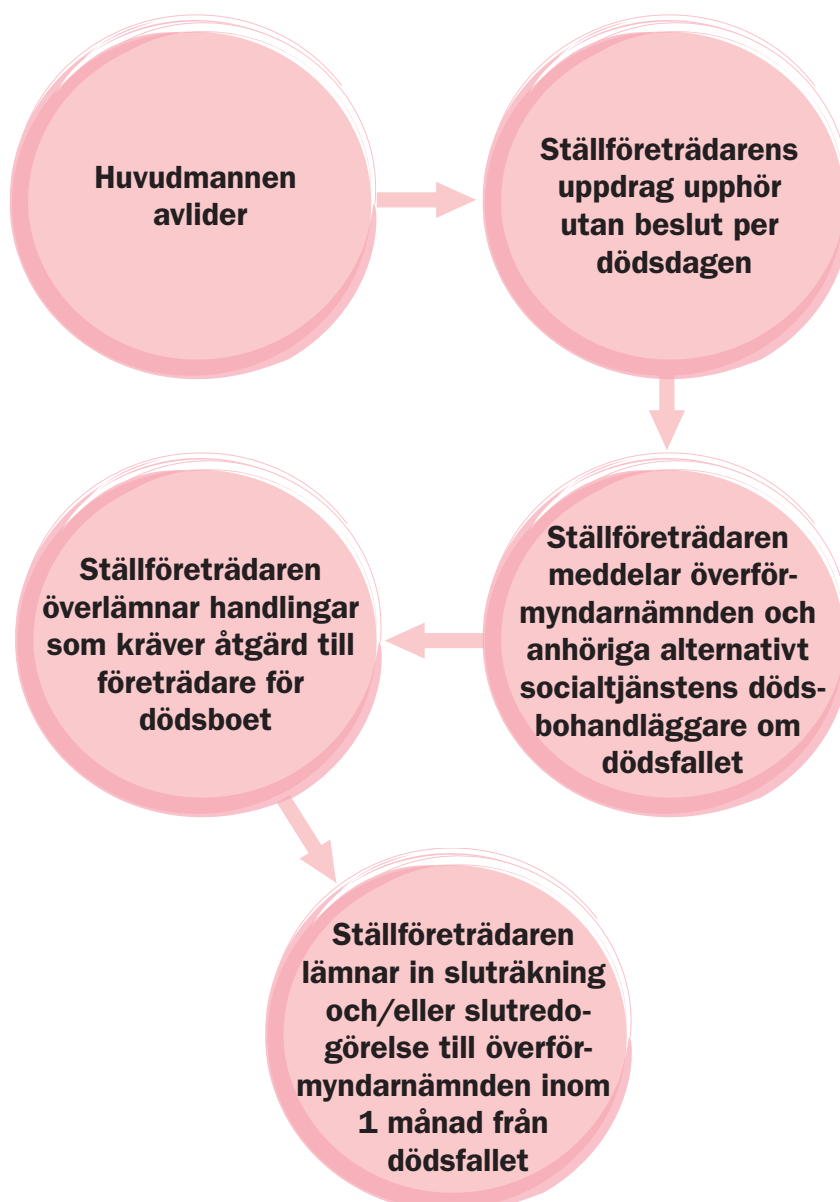 Huvudmannen
avlider
Ställföreträdarens
uppdrag upphör
utan beslut per
dödsdagen
Ställföreträdaren
meddelar överför-
myndarnämnden och
anhöriga alternativt
socialtjänstens döds-
bohandläggare om
dödsfallet
Ställföreträdaren
överlämnar handlingar
som kräver åtgärd till
företrädare för
dödsboet
Ställföreträdaren
lämnar in sluträkning
och/eller slutredo-
görelse till överför-
myndarnämnden inom
1 månad från
dödsfallet